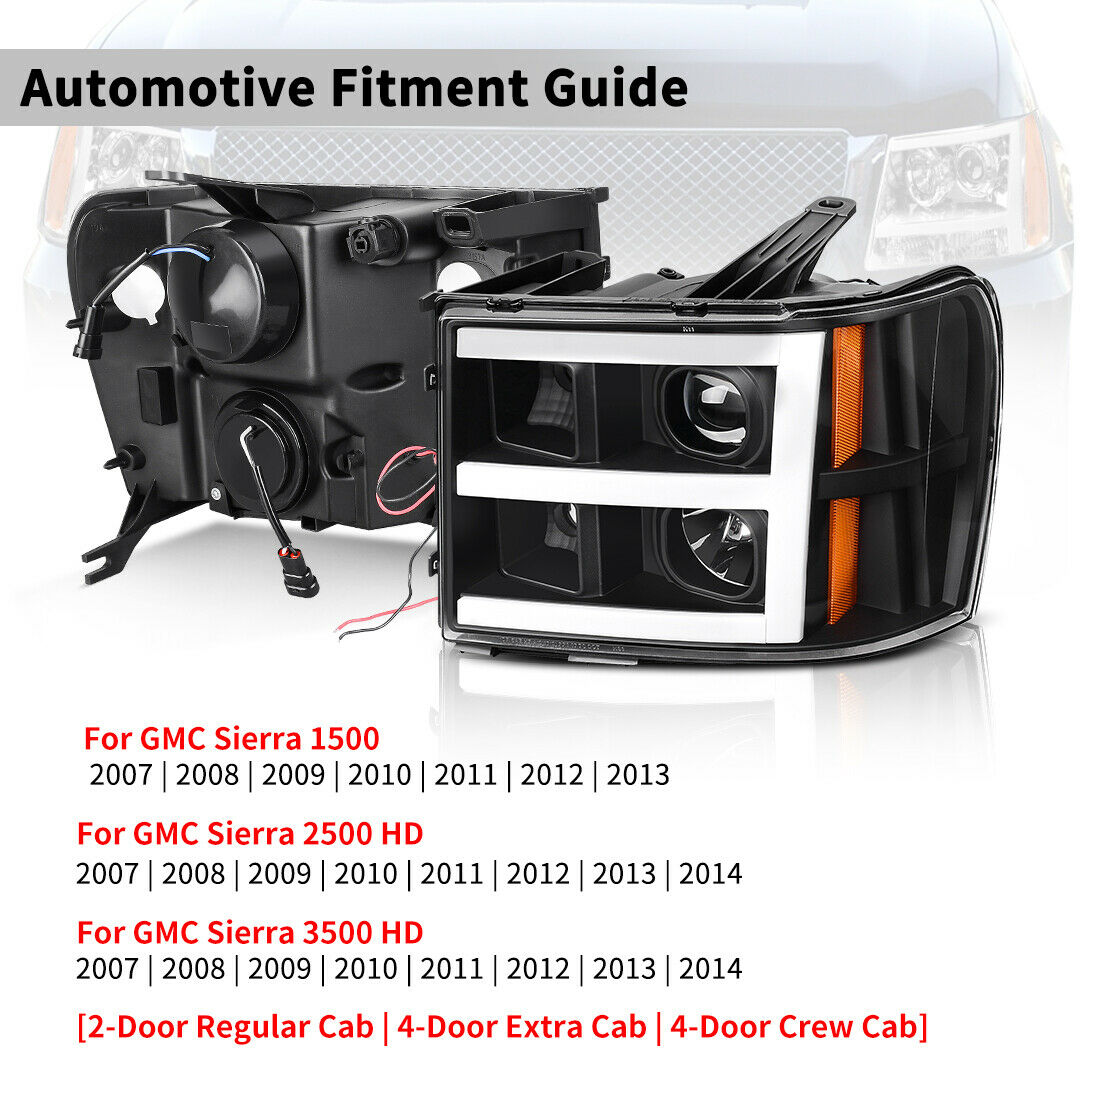 Automotive Fitment Guide
For GMC Sierra 1500
2007 | 2008 | 2009 | 2010 | 2011 | 2012 | 2013
For GMC Sierra 2500 HD
2007 | 2008 | 2009 | 2010 | 2011 | 2012 | 2013 | 2014
For GMC Sierra 3500 HD
2007 | 2008 | 2009 | 2010 | 2011 | 2012 | 2013 | 2014
[2-Door Regular Cab | 4-Door Extra Cab | 4-Door Crew Cab]